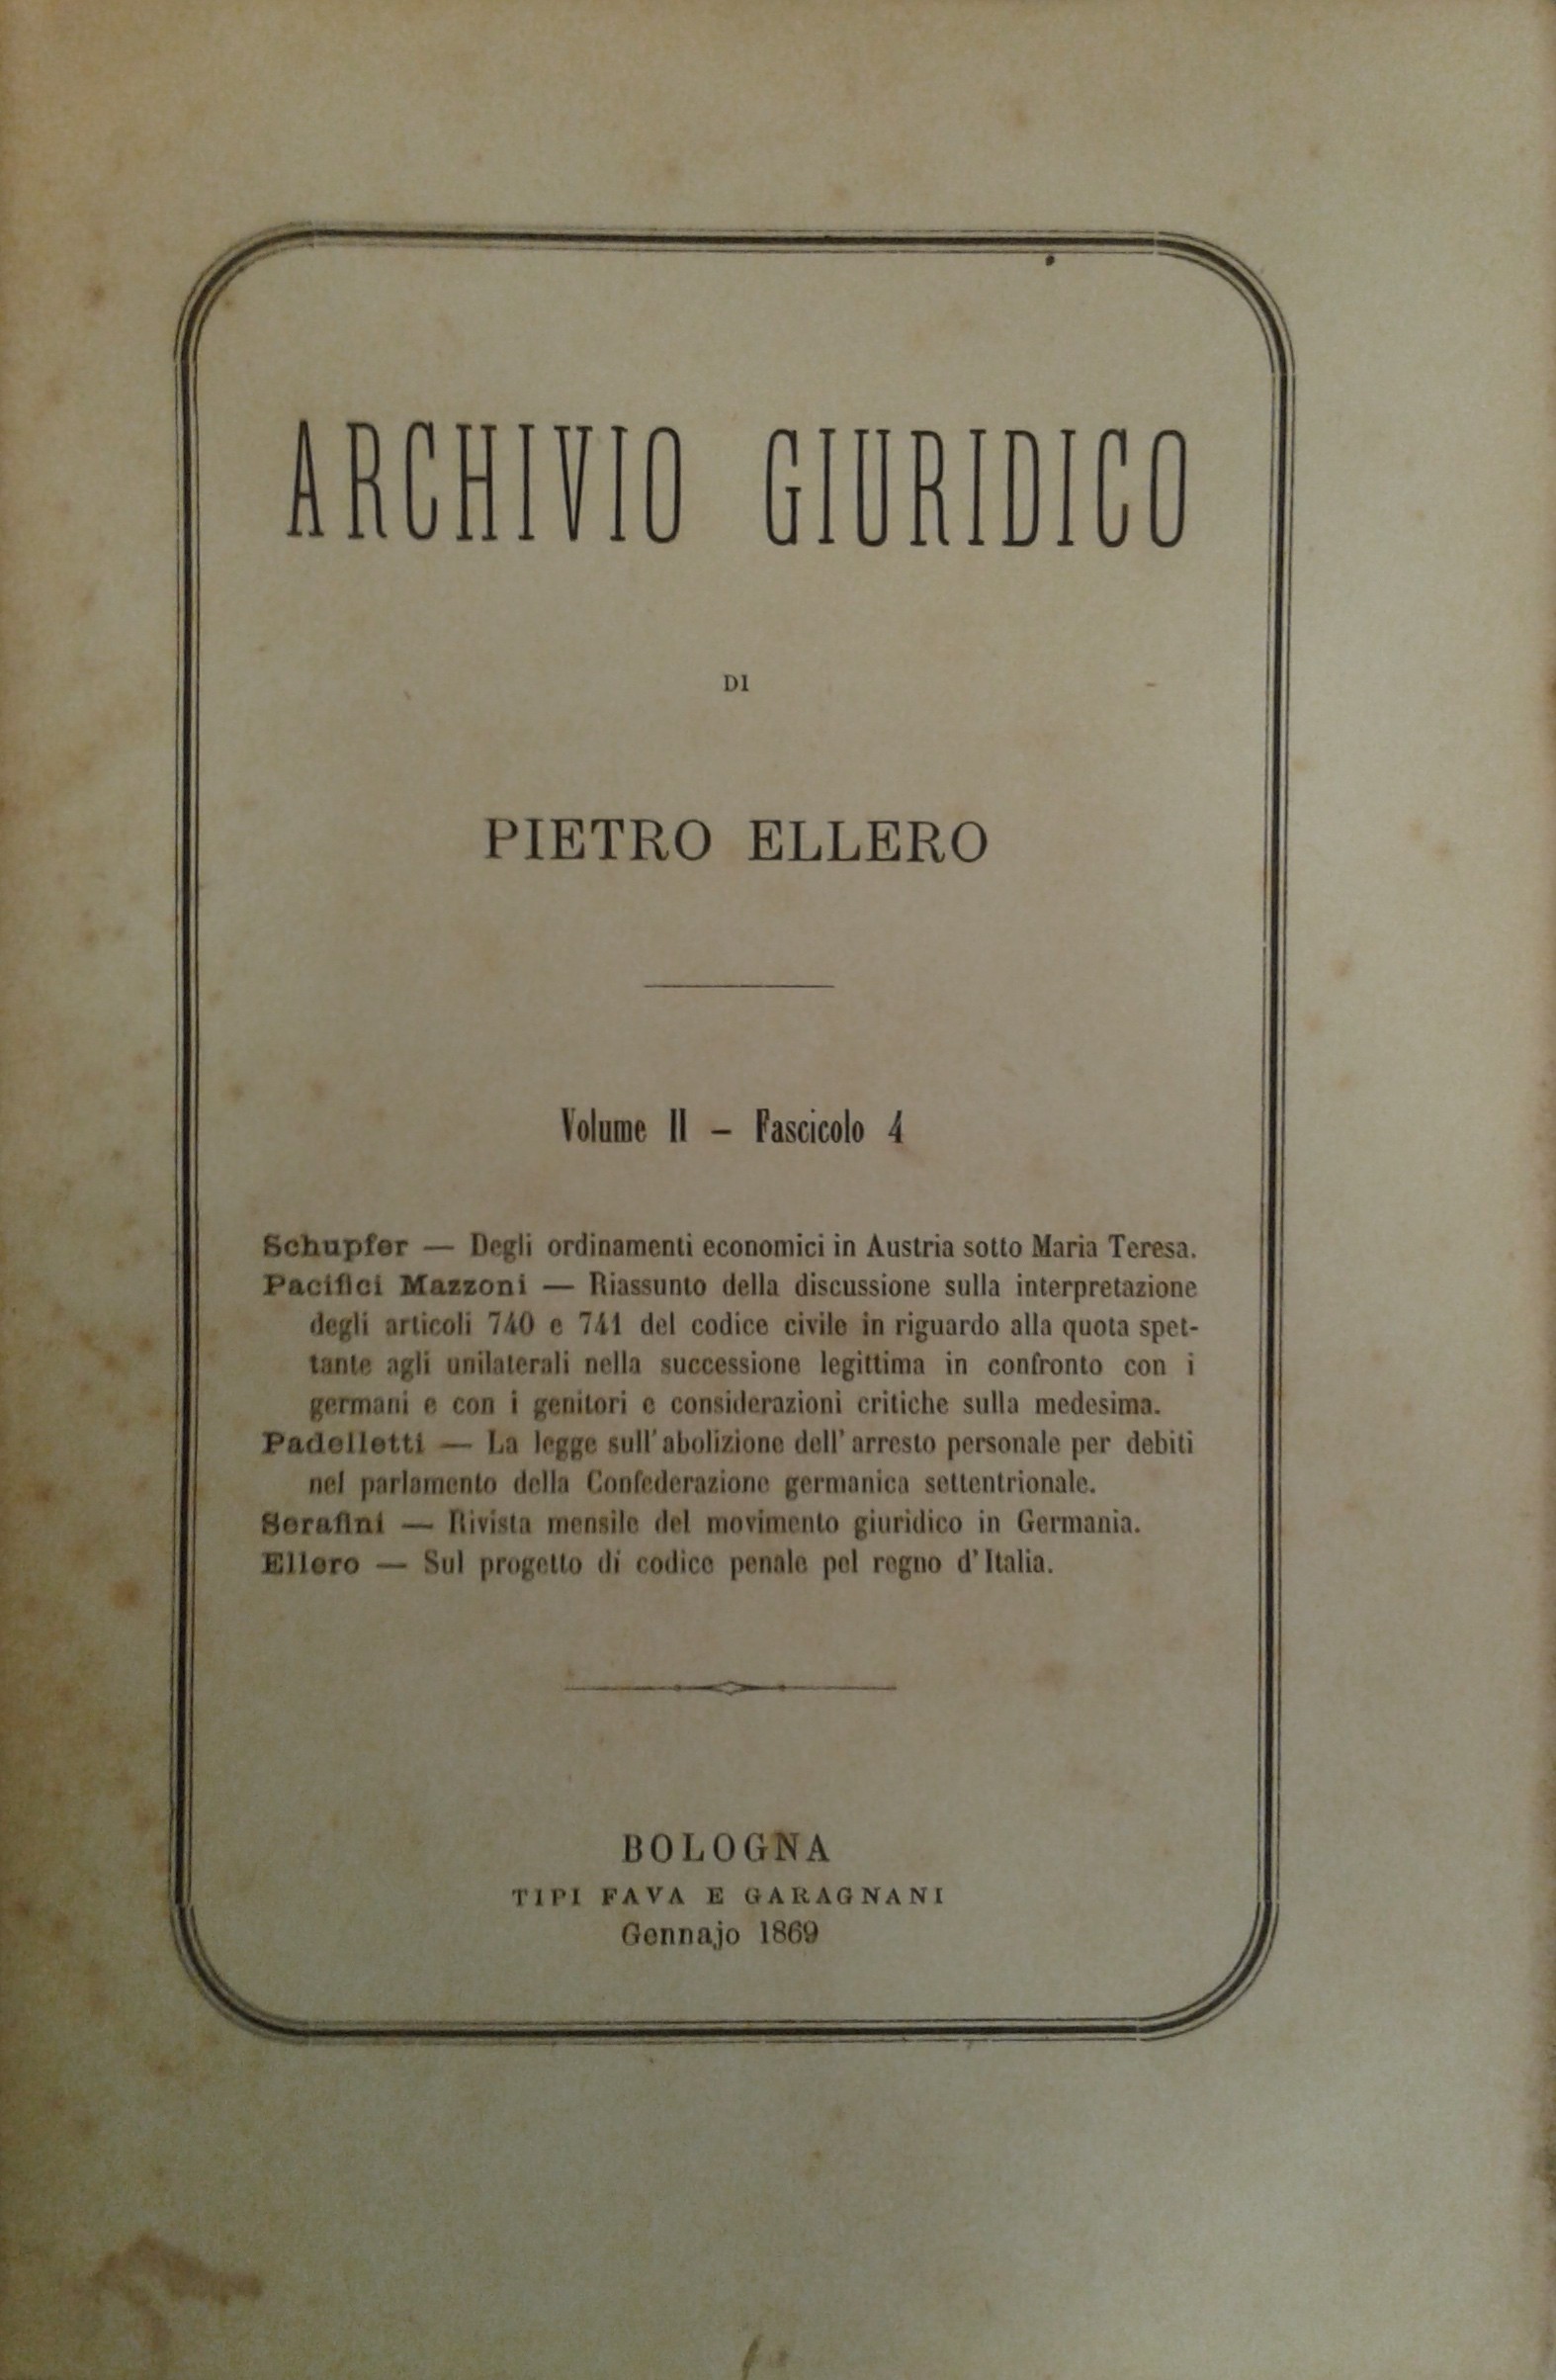 ARCHIVIO GIURIDICO
DI
PIETRO ELLERO
Volume II — Fascicolo 4
Schupfer — Degli ordinamenti economici in Austria sotto Maria Teresa.
Pacifici Mazzoni — Riassunto della discussione sulla interpretazione
degli articoli 740 e 741 del codice civile in riguardo alla quota spet-
tante agli unilaterali nella successione legittima in confronto con i
germani e con i genitori e considerazioni critiche sulla medesima.
Padelletti — La legge sull'abolizione dell' arresto personale per debiti
nel parlamento della Confederazione germanica settentrionale.
Serafini — Rivista mensile del movimento giuridico in Germania.
Ellero — Sul progetto di codice penale pel regno d'Italia.
BOLOGNA
TIPI FAVA E GARAGNANI
Gennajo 1869